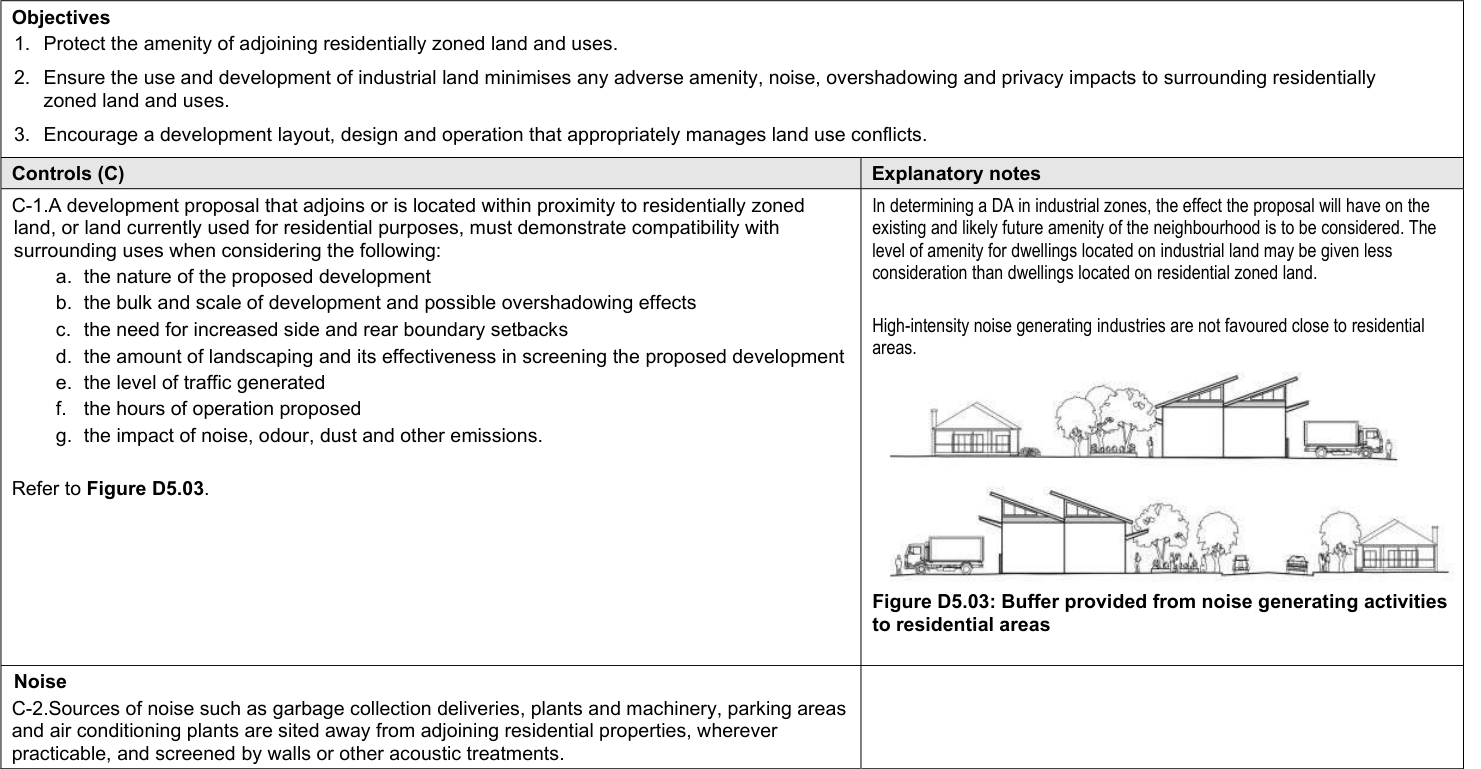 Objectives
1. Protect the amenity of adjoining residentially zoned land and uses.
2. Ensure the use and development of industrial land minimises any adverse amenity, noise, overshadowing and privacy impacts to surrounding residentially
zoned land and uses.
3. Encourage a development layout, design and operation that appropriately manages land use conflicts.
Controls (C)
C-1.A development proposal that adjoins or is located within proximity to residentially zoned
land, or land currently used for residential purposes, must demonstrate compatibility with
surrounding uses when considering the following:
a. the nature of the proposed development
b. the bulk and scale of development and possible overshadowing effects
c. the need for increased side and rear boundary setbacks
d. the amount of landscaping and its effectiveness in screening the proposed development
e. the level of traffic generated
f. the hours of operation proposed
g. the impact of noise, odour, dust and other emissions.
Refer to Figure D5.03.
Explanatory notes
In determining a DA in industrial zones, the effect the proposal will have on the
existing and likely future amenity of the neighbourhood is to be considered. The
level of amenity for dwellings located on industrial land may be given less
consideration than dwellings located on residential zoned land.
High-intensity noise generating industries are not favoured close to residential
areas.
Figure D5.03: Buffer provided from noise generating activities
to residential areas
Noise
C-2.Sources of noise such as garbage collection deliveries, plants and machinery, parking areas
and air conditioning plants are sited away from adjoining residential properties, wherever
practicable, and screened by walls or other acoustic treatments.